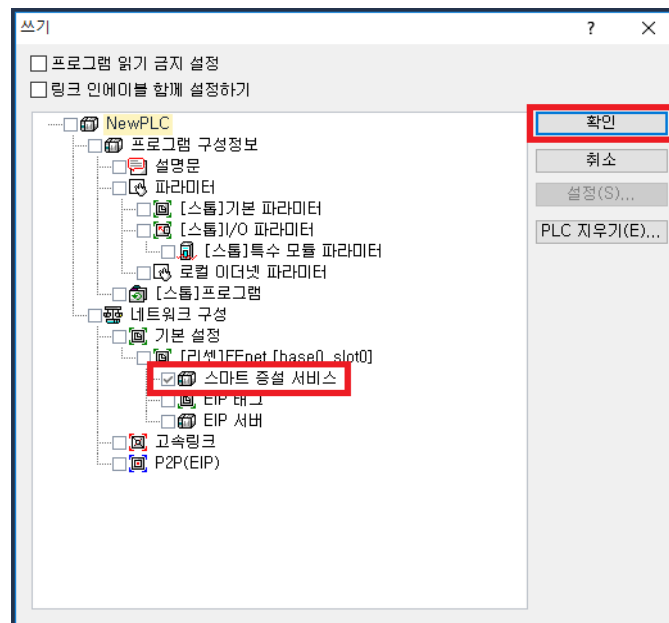 쓰기
프로그램 읽기 금지 설정
링크 인에이블 함께 설정하기
NewPLC
확인
프로그램 구성정보
취소
설명문
파라미터
설정(S)...
[스톱]기본 파라미터
[스톱]I/O 파라미터
PLC 지우기(E)...
[스톱]특수 모듈 파라미터
로컬 이더넷 파라미터
[스톱]프로그램
네트워크 구성
기본 설정
[리셋]FEnet [base0 slot0]
스마트 증설 서비스
EIP 태그
EIP 서버
고속링크
P2P(EIP)